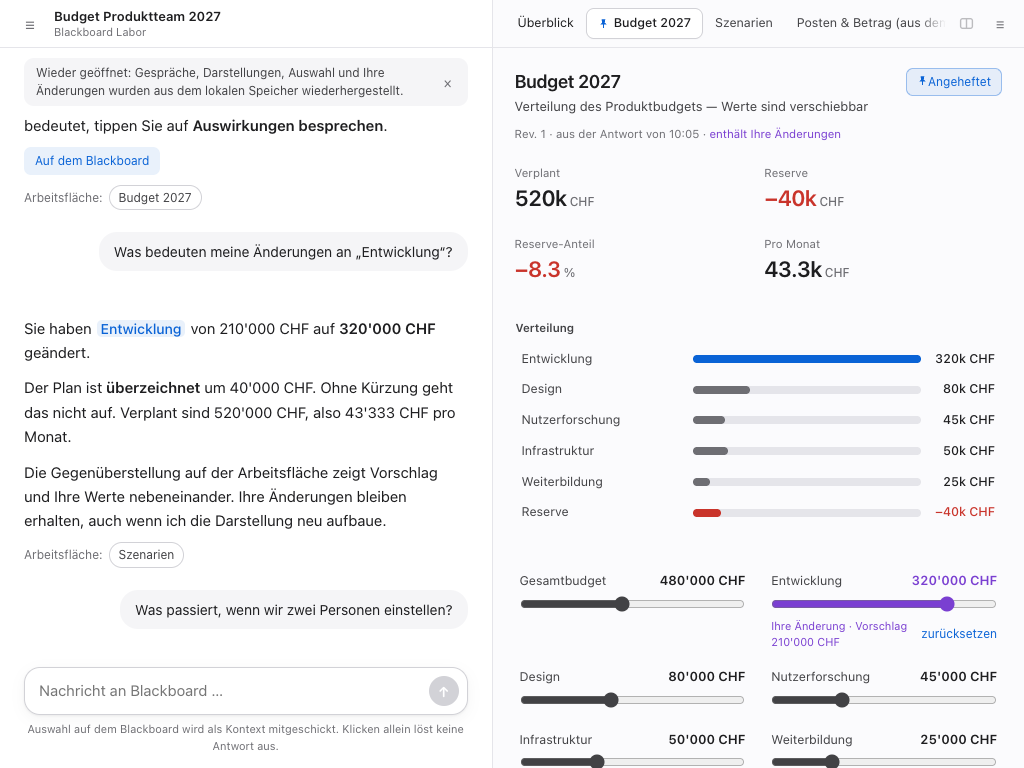 Budget Produktteam 2027
Blackboard Labor
Wieder geöffnet: Gespräche, Darstellungen, Auswahl und Ihre
Änderungen wurden aus dem lokalen Speicher wiederhergestellt.
bedeutet, tippen Sie auf Auswirkungen besprechen.
Auf dem Blackboard
Arbeitsfläche: Budget 2027
Was bedeuten meine Änderungen an „Entwicklung“?
Sie haben Entwicklung von 210'000 CHF auf 320'000 CHF
geändert.
Der Plan ist überzeichnet um 40'000 CHF. Ohne Kürzung geht
das nicht auf. Verplant sind 520'000 CHF, also 43'333 CHF pro
Monat.
Die Gegenüberstellung auf der Arbeitsfläche zeigt Vorschlag
und Ihre Werte nebeneinander. Ihre Änderungen bleiben
erhalten, auch wenn ich die Darstellung neu aufbaue.
Arbeitsfläche: Szenarien
Was passiert, wenn wir zwei Personen einstellen?
Nachricht an Blackboard ...
Auswahl auf dem Blackboard wird als Kontext mitgeschickt. Klicken allein löst keine
Antwort aus.
Überblick Budget 2027 Szenarien Posten & Betrag (aus den
Budget 2027
Angeheftet
Verteilung des Produktbudgets — Werte sind verschiebbar
Rev. 1 · aus der Antwort von 10:05 · enthält Ihre Änderungen
Verplant Reserve
520k CHF −40k CHF
Reserve-Anteil Pro Monat
−8.3 % 43.3k CHF
Verteilung
Entwicklung 320k CHF
Design 80k CHF
Nutzerforschung 45k CHF
Infrastruktur 50k CHF
Weiterbildung 25k CHF
Reserve −40k CHF
Gesamtbudget 480'000 CHF Entwicklung 320'000 CHF
Ihre Änderung · Vorschlag
210'000 CHF
zurücksetzen
Design 80'000 CHF Nutzerforschung 45'000 CHF
Infrastruktur 50'000 CHF Weiterbildung 25'000 CHF